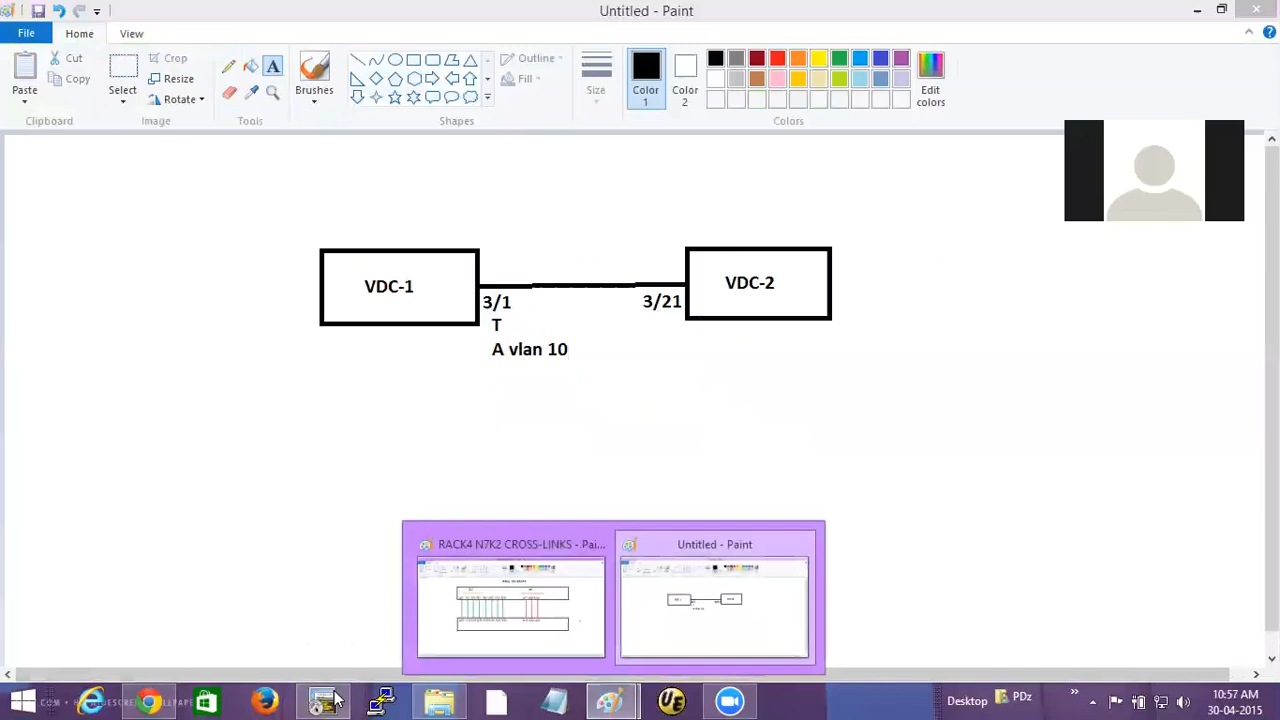 Untitled - Paint
File
Home
View
Paste
Cut
Copy
Clipboard
Select
Crop
Resize
Rotate
Image
A
Tools
Brushes
Outline
Fill
Shapes
Size
Color 1
Color 2
Edit colors
Colors
VDC-1
VDC-2
3/1
3/21
T
A vlan 10
RACK4 N7K2 CROSS-LINKS - Pai...
Untitled - Paint
UE
Desktop
PDz
10:57 AM
30-04-2015